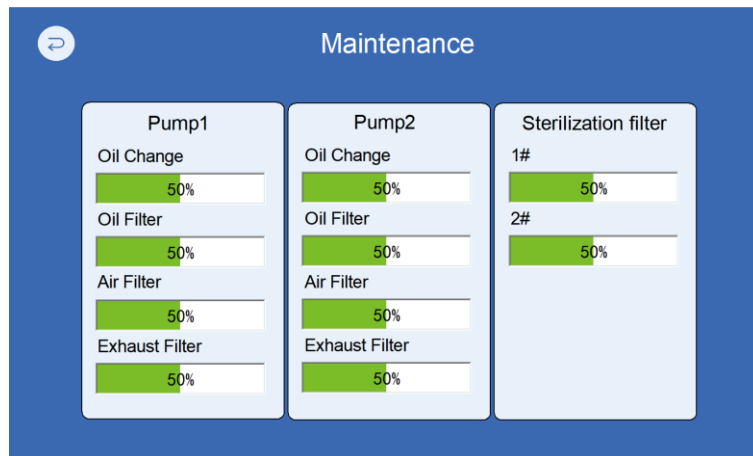 Maintenance
Pump1
Oil Change
50%
Oil Filter
50%
Air Filter
50%
Exhaust Filter
50%
Pump2
Oil Change
50%
Oil Filter
50%
Air Filter
50%
Exhaust Filter
50%
Sterilization filter
1#
50%
2#
50%